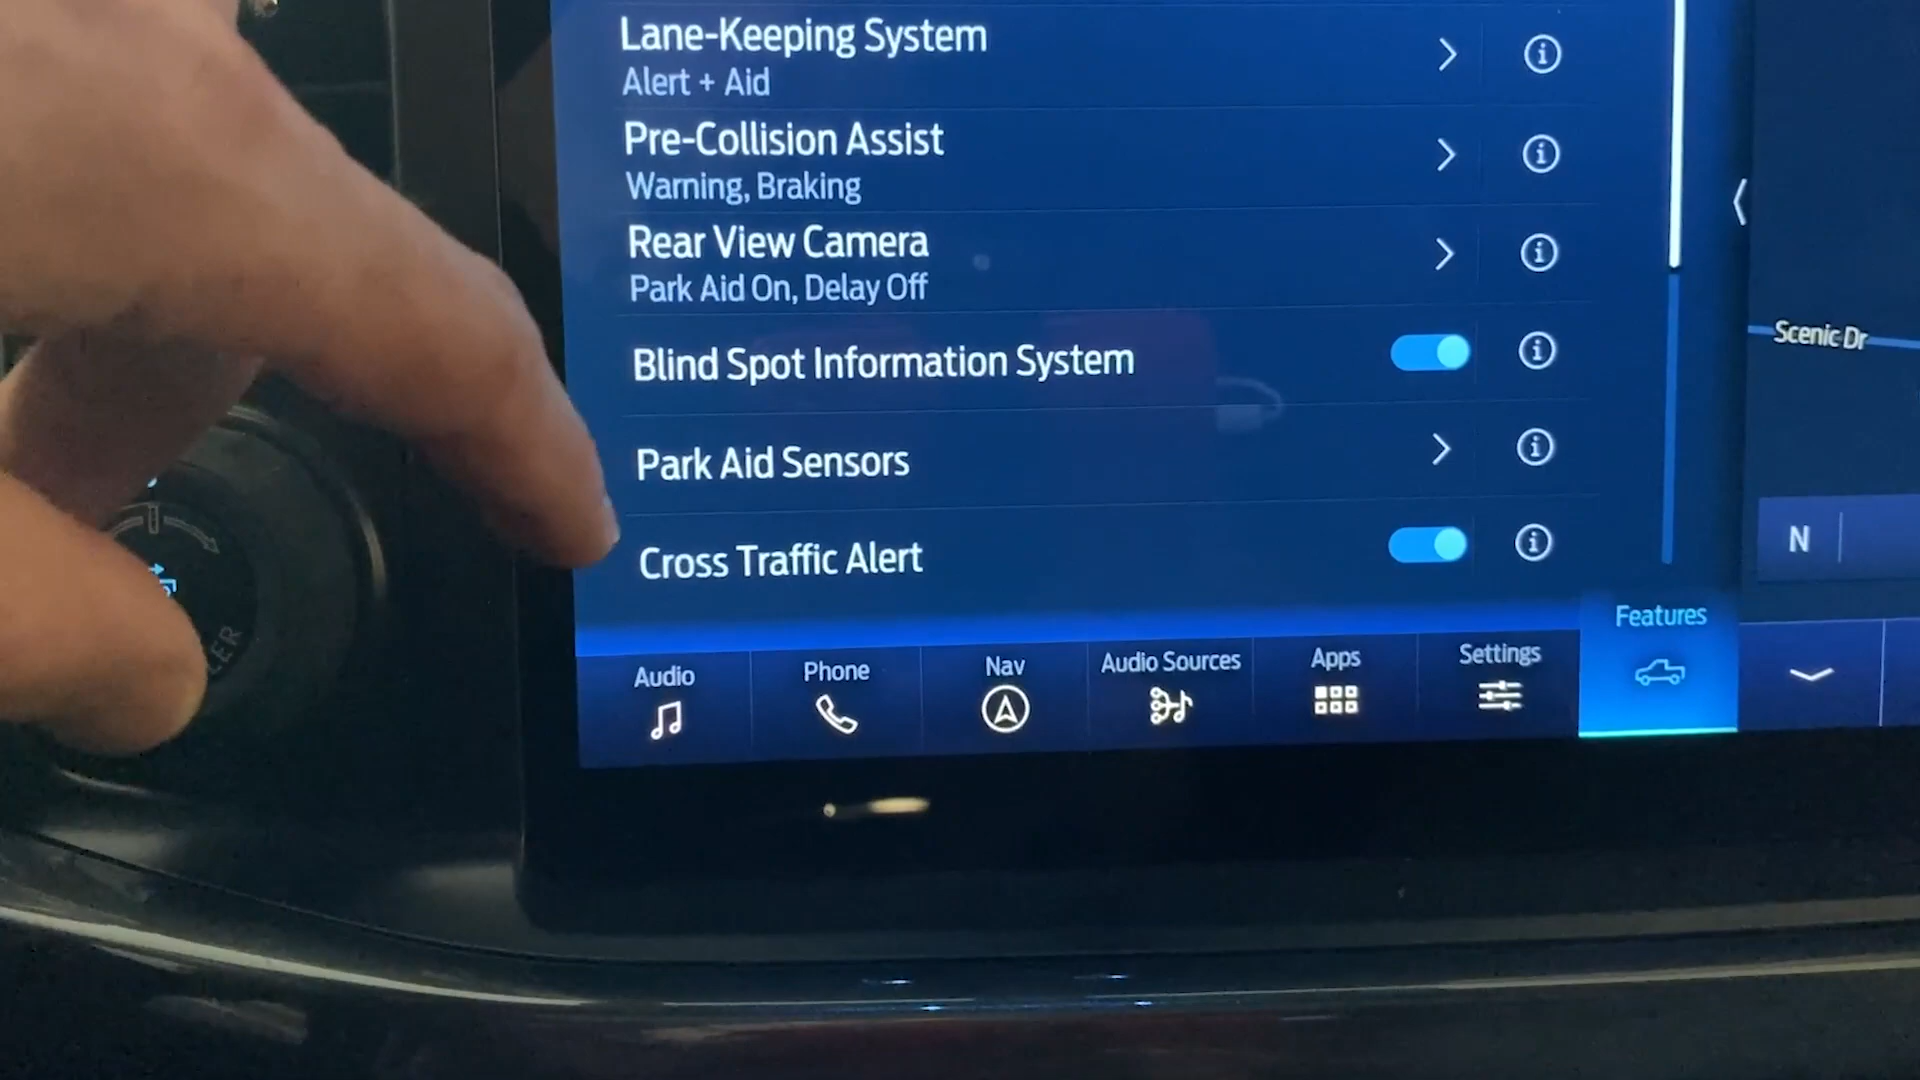 Lane-Keeping System
Alert + Aid
Pre-Collision Assist
Warning, Braking
Rear View Camera
Park Aid On, Delay Off
Blind Spot Information System
Park Aid Sensors
Cross Traffic Alert
Scenic Dr
N
Audio
Phone
Nav
Audio Sources
Apps
Settings
Features